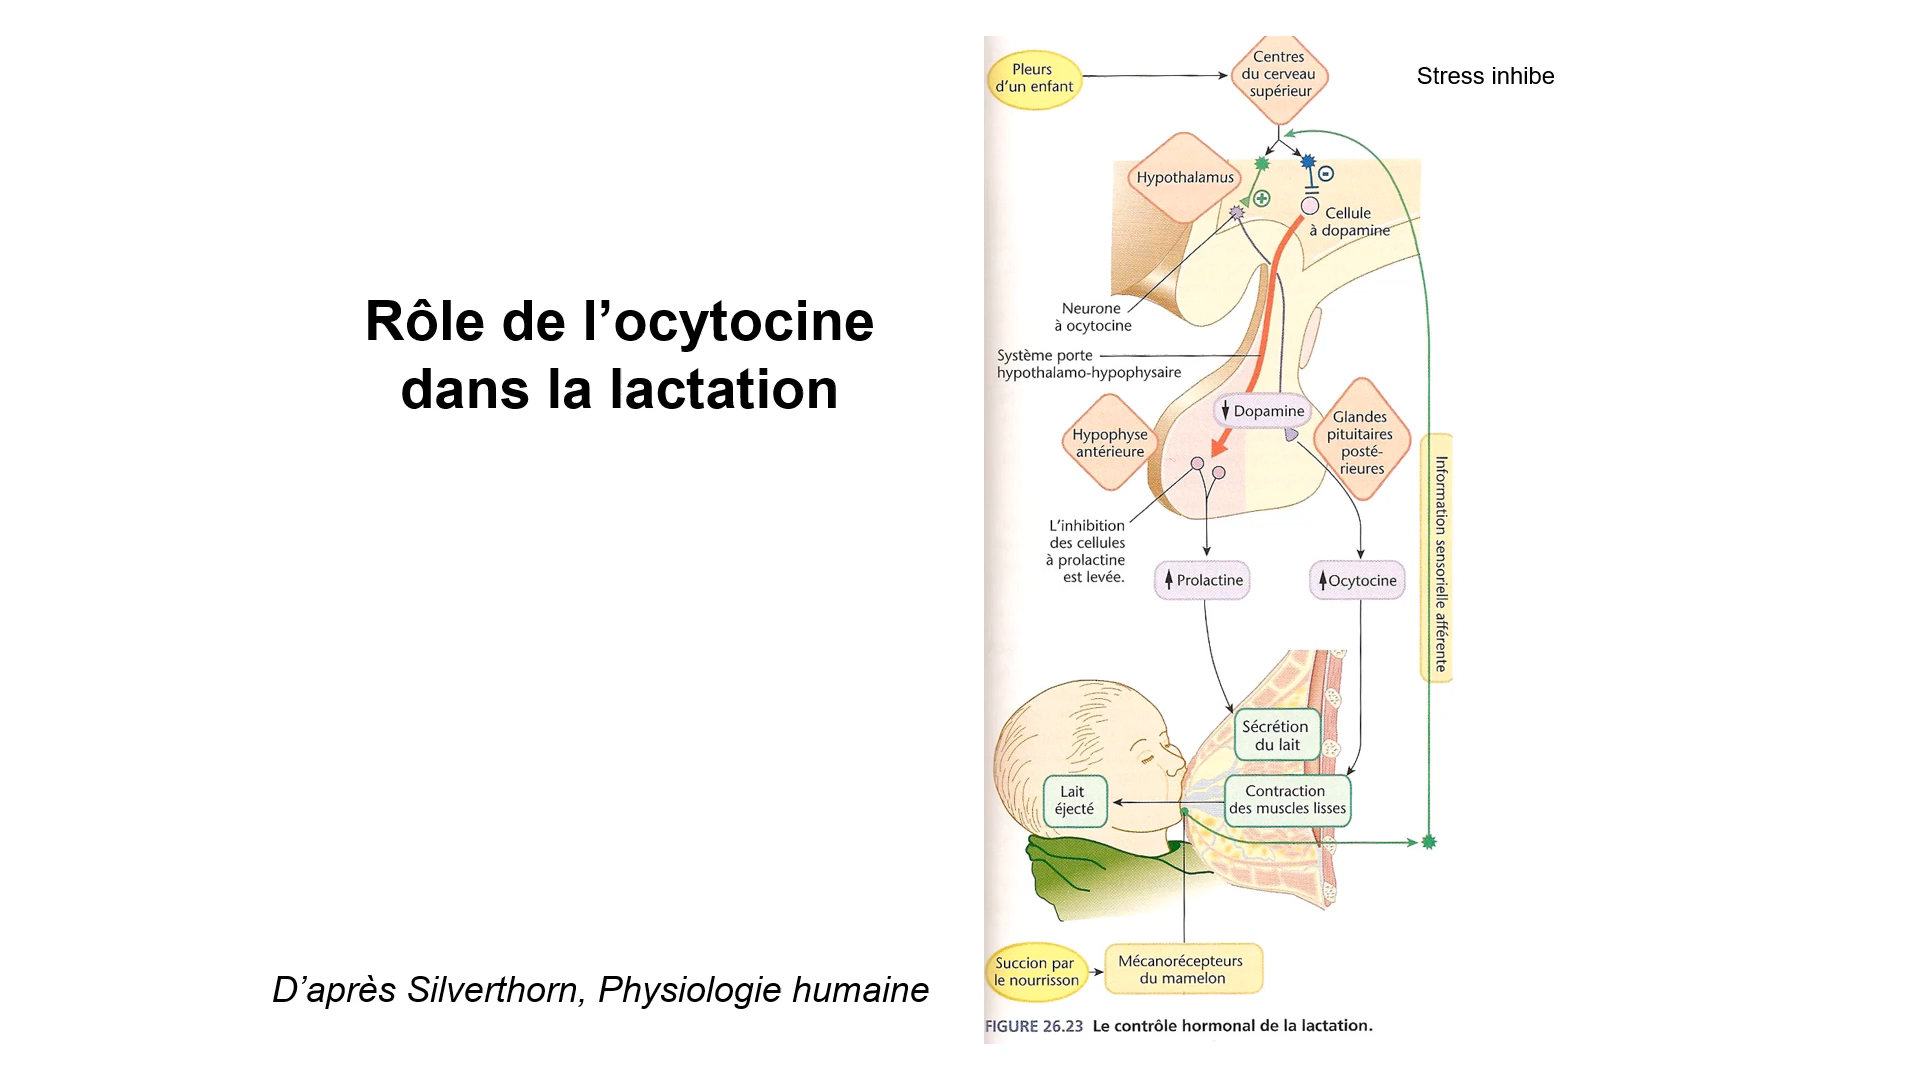 Rôle de l’ocytocine
dans la lactation
D’après Silverthorn, Physiologie humaine
Pleurs
d’un enfant
Centres
du cerveau
supérieur
Stress inhibe
Hypothalamus
Cellule
à dopamine
Neurone
à ocytocine
Système porte
hypothalamo-hypophysaire
Dopamine
Hypophyse
antérieure
Glandes
pituitaires
posté-
rieures
L’inhibition
des cellules
à prolactine
est levée.
Prolactine
Ocytocine
Information sensorielle afférente
Sécrétion
du lait
Contraction
des muscles lisses
Lait
éjecté
Succion par
le nourrisson
Mécanorécepteurs
du mamelon
FIGURE 26.23 Le contrôle hormonal de la lactation.